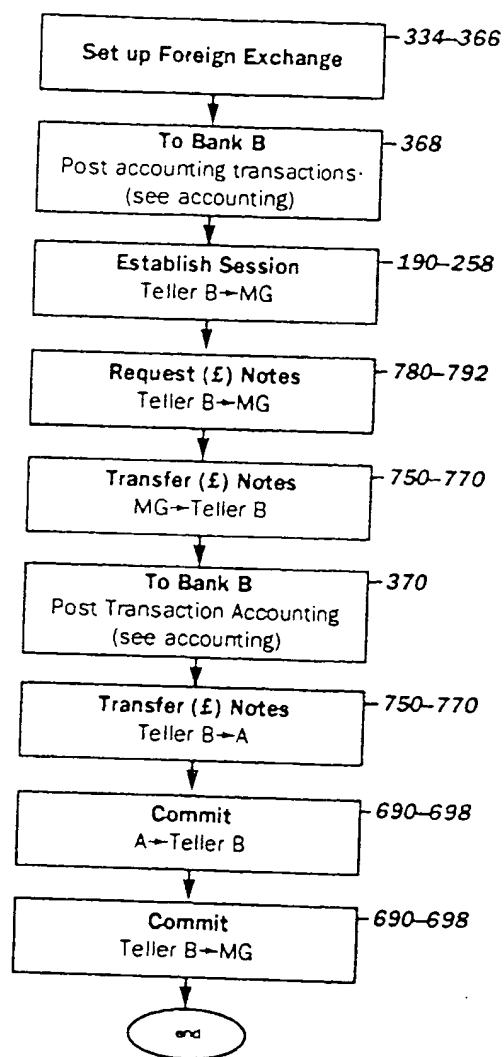 Set up Foreign Exchange
334–366
To Bank B
368
Post accounting transactions·
(see accounting)
Establish Session
190–258
Teller B→MG
Request (£) Notes
780–792
Teller B→MG
Transfer (£) Notes
750–770
MG→Teller B
To Bank B
370
Post Transaction Accounting
(see accounting)
Transfer (£) Notes
750–770
Teller B→A
Commit
690–698
A→Teller B
Commit
690–698
Teller B→MG
end